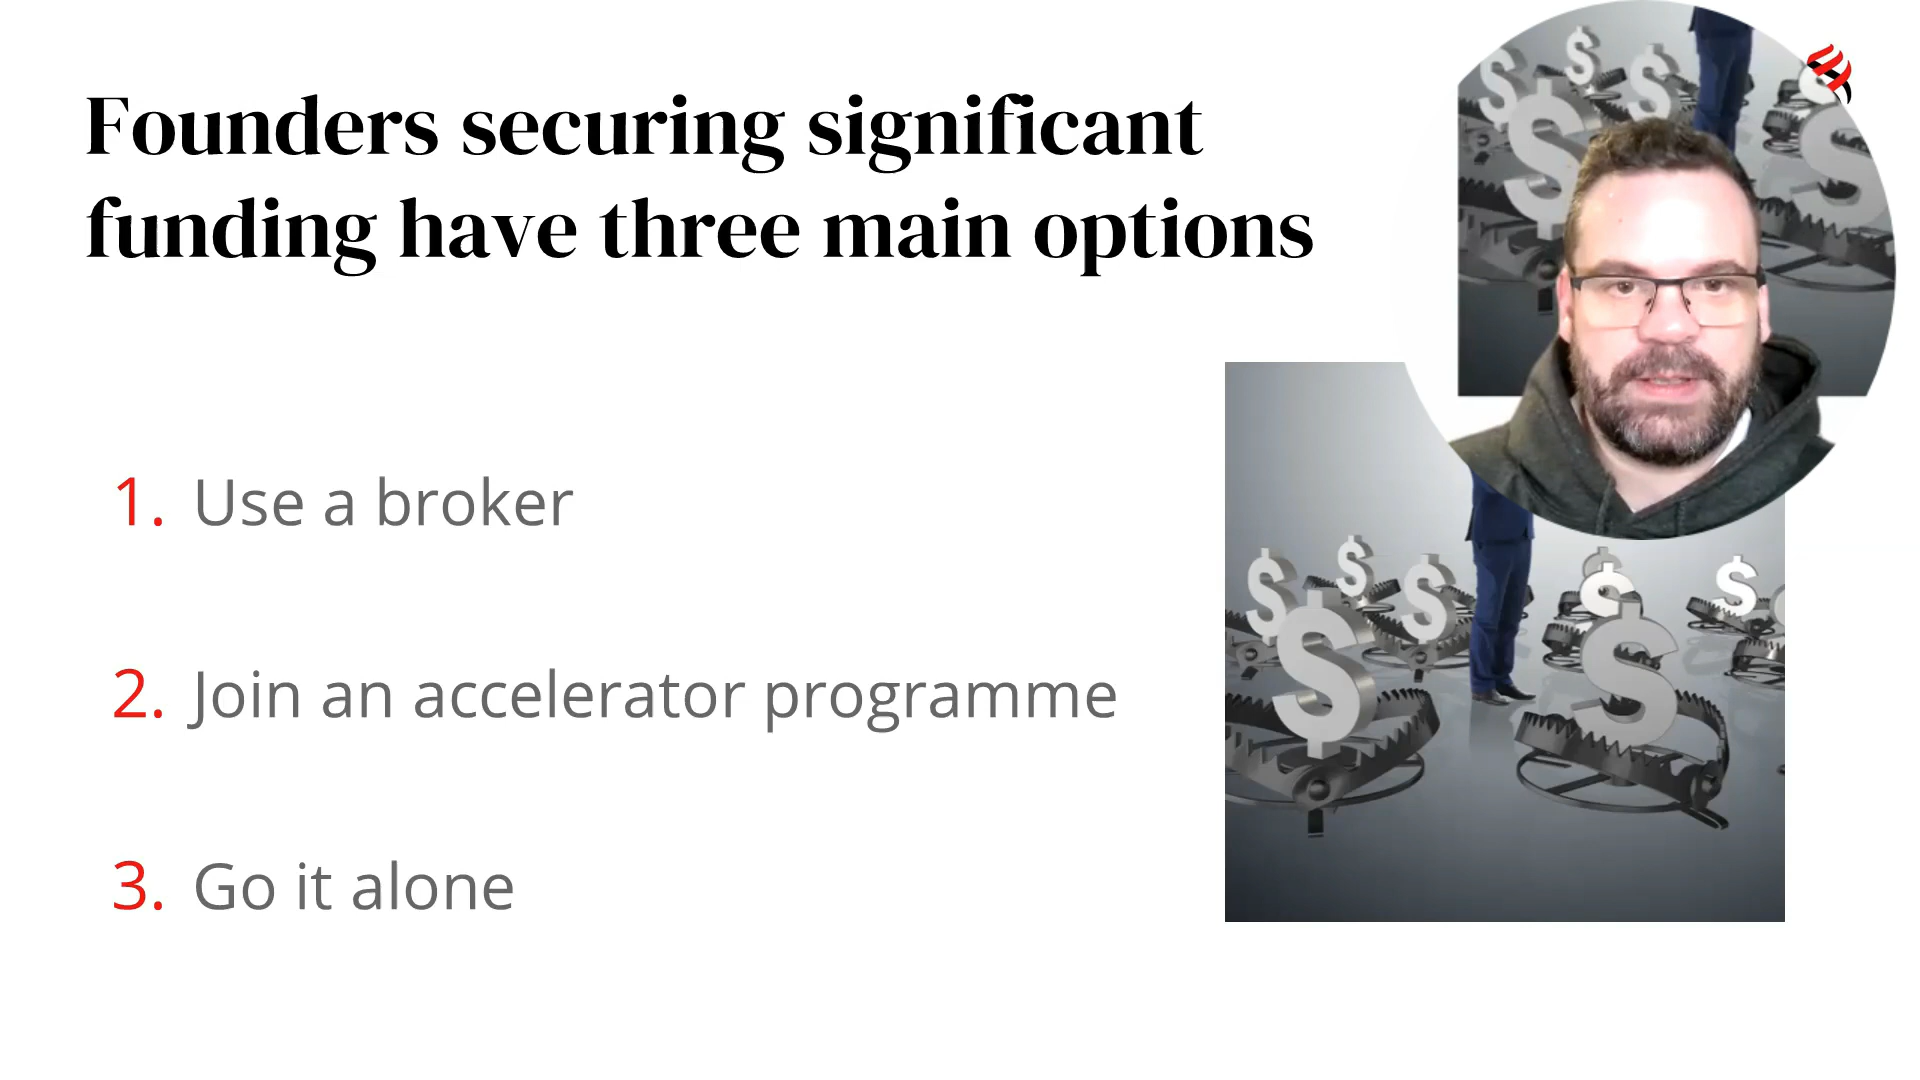 Founders securing significant
funding have three main options
1. Use a broker
2. Join an accelerator programme
3. Go it alone